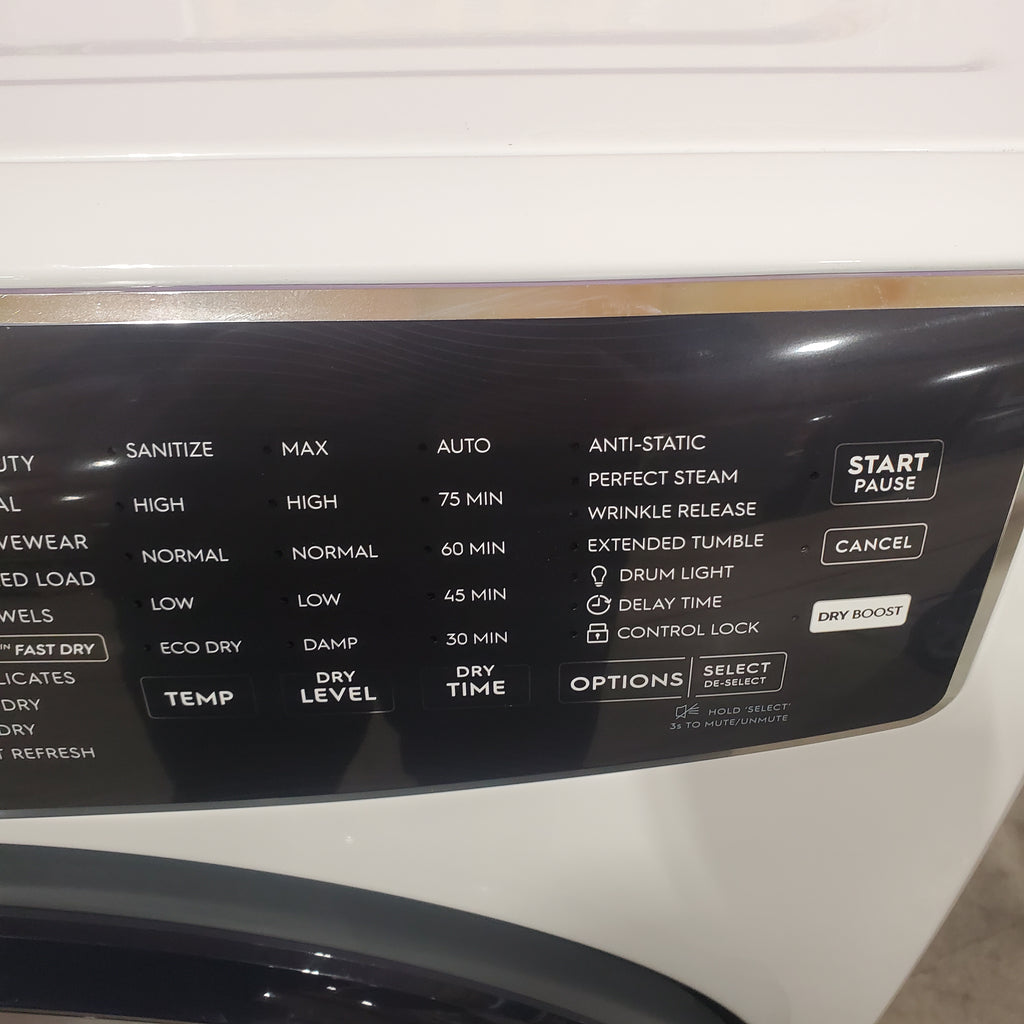 UTY
AL
VEWEAR
ED LOAD
WELS
IN FAST DRY
LICATES
DRY
DRY
T REFRESH
SANITIZE
HIGH
NORMAL
LOW
ECO DRY
TEMP
MAX
HIGH
NORMAL
LOW
DAMP
DRY
LEVEL
AUTO
75 MIN
60 MIN
45 MIN
30 MIN
DRY
TIME
ANTI-STATIC
PERFECT STEAM
WRINKLE RELEASE
EXTENDED TUMBLE
DRUM LIGHT
DELAY TIME
CONTROL LOCK
OPTIONS
SELECT
DE-SELECT
HOLD 'SELECT'
3s TO MUTE/UNMUTE
START
PAUSE
CANCEL
DRY BOOST